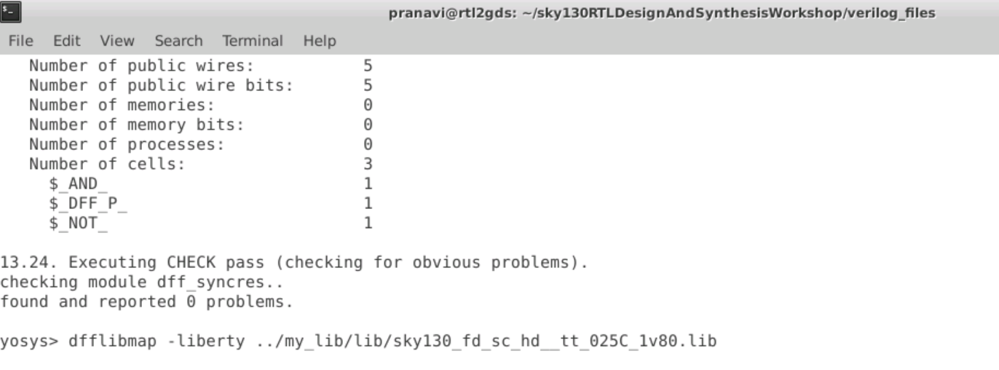 pranavi@rtl2gds: ~/sky130RTLDesignAndSynthesisWorkshop/verilog_files
File Edit View Search Terminal Help
Number of public wires: 5
Number of public wire bits: 5
Number of memories: 0
Number of memory bits: 0
Number of processes: 0
Number of cells: 3
$_AND_ 1
$_DFF_P_ 1
$_NOT_ 1
13.24. Executing CHECK pass (checking for obvious problems).
checking module dff_syncres..
found and reported 0 problems.
yosys> dfflibmap -liberty ../my_lib/lib/sky130_fd_sc_hd__tt_025C_1v80.lib